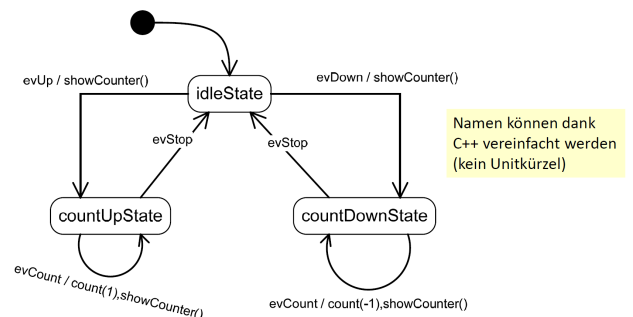 evUp / showCounter()
evDown / showCounter()
idleState
Namen können dank
C++ vereinfacht werden
(kein Unitkürzel)
evStop
evStop
countUpState
countDownState
evCount / count(1),showCounter()
evCount / count(-1),showCounter()